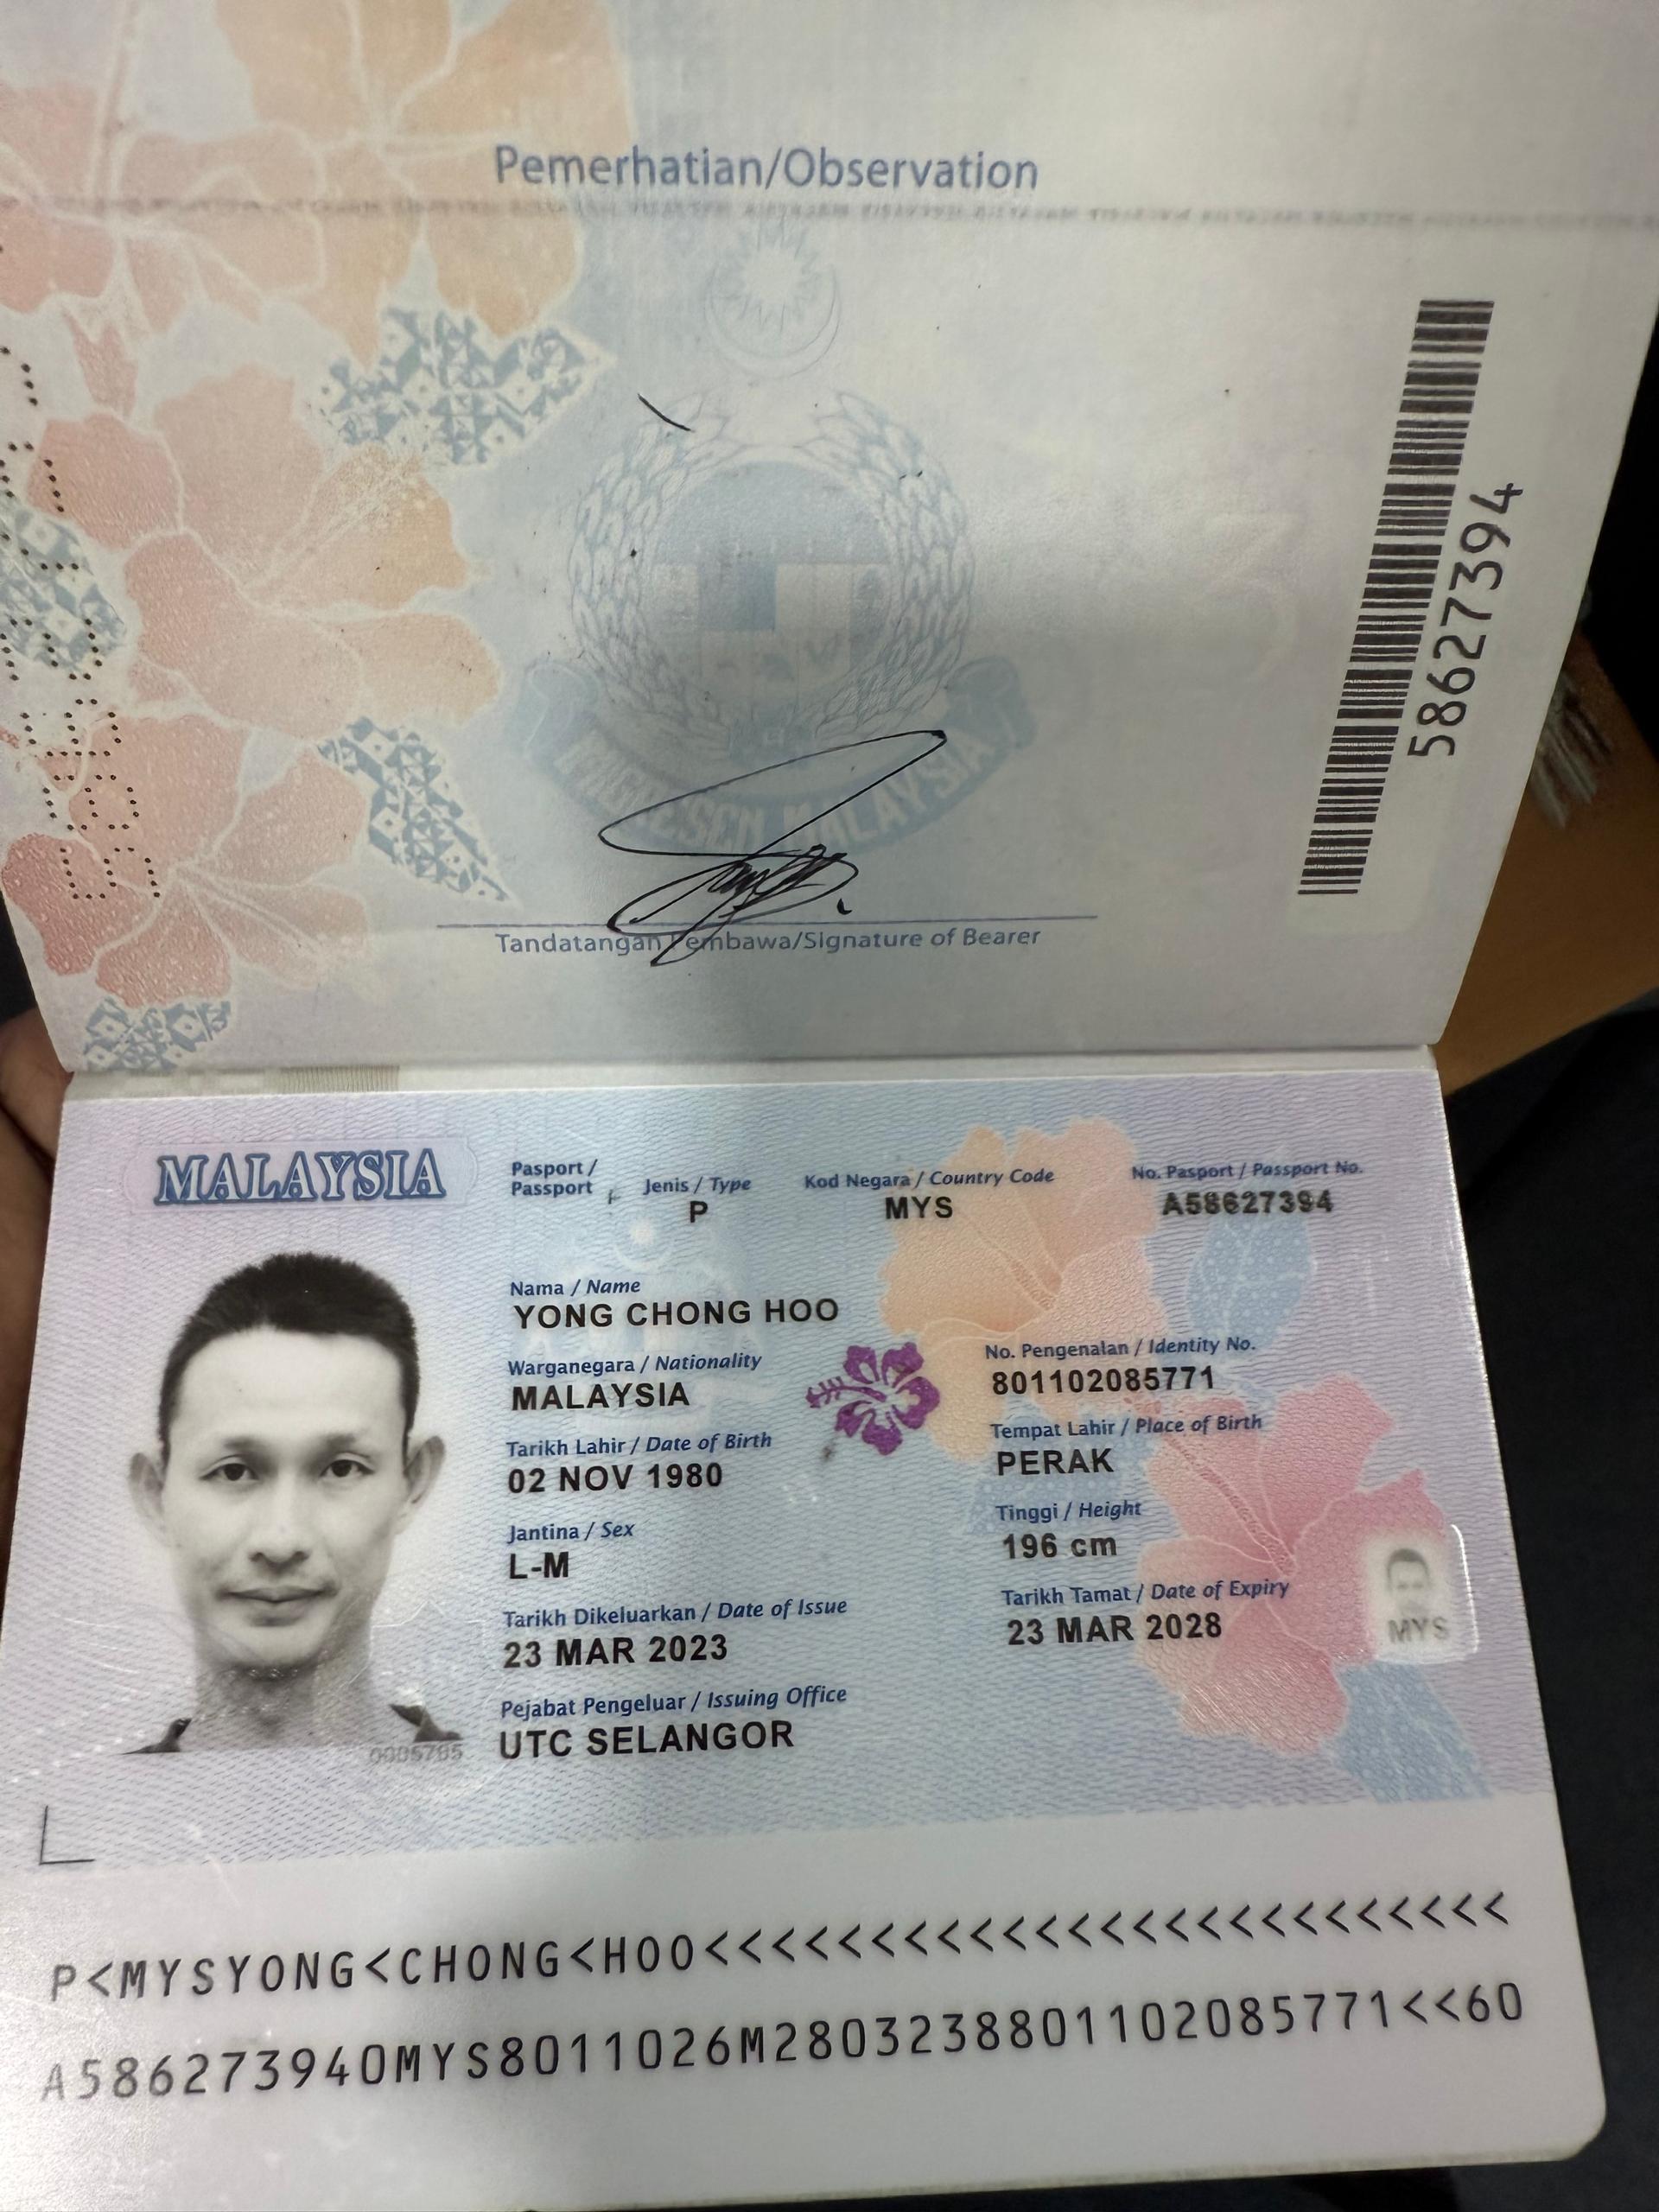 Pemerhatian/Observation
58627394
Tandatangan Pembawa/Signature of Bearer
MALAYSIA
Pasport /
Passport
Jenis / Type
P
Kod Negara / Country Code
MYS
No. Pasport / Passport No.
A58627394
Nama / Name
YONG CHONG HOO
Warganegara / Nationality
MALAYSIA
No. Pengenalan / Identity No.
801102085771
Tarikh Lahir / Date of Birth
02 NOV 1980
Tempat Lahir / Place of Birth
PERAK
Jantina / Sex
L-M
Tinggi / Height
196 cm
Tarikh Dikeluarkan / Date of Issue
23 MAR 2023
Tarikh Tamat / Date of Expiry
23 MAR 2028
MYS
Pejabat Pengeluar / Issuing Office
UTC SELANGOR
P<MYSYONG<CHONG<HOO<<<<<<<<<<<<<<<<<<<<<<<<<
A586273940MYS8011026M2803238801102085771<<60